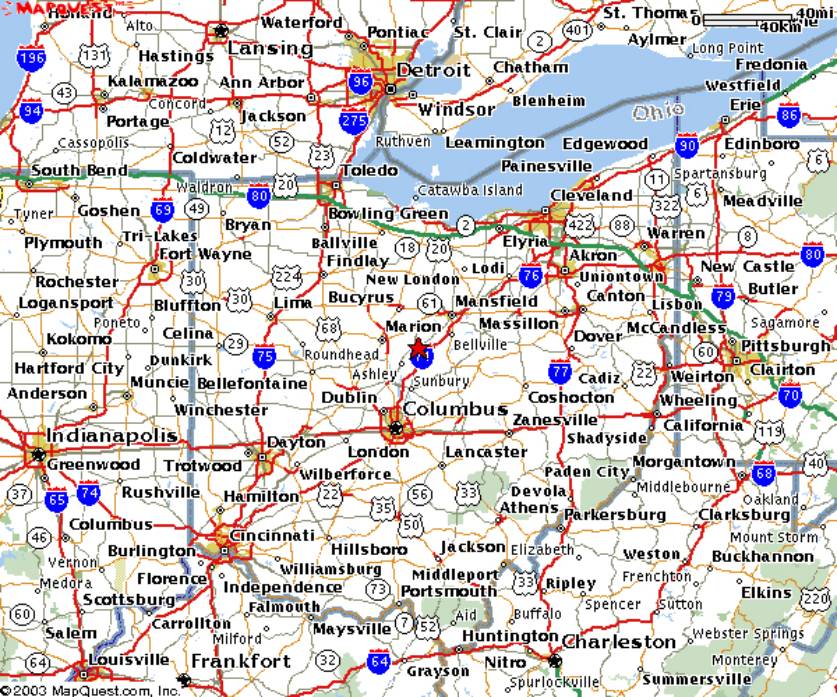 MAPQUEST
Holland
Alto
Waterford
Pontiac
St. Clair
2
401
St. Thomas
0
40mi
40km
Aylmer
Long Point
196
131
Hastings
Lansing
Detroit
Chatham
Fredonia
Westfield
43
Kalamazoo
Ann Arbor
96
94
Concord
Portage
Jackson
Windsor
Blenheim
Ohio
Erie
86
Cassopolis
12
52
275
Ruthven
Leamington
Edgewood
90
Edinboro
Coldwater
23
Painesville
South Bend
Waldron
80
20
Toledo
Catawba Island
Cleveland
11
Spartansburg
6
6
Meadville
Tyner
Goshen
69
49
Bryan
Bowling Green
2
422
88
322
Plymouth
Tri-Lakes
Fort Wayne
Ballville
Findlay
18
20
Elyria
Akron
Warren
8
80
Rochester
30
224
New London
Lodi
76
Uniontown
New Castle
Logansport
Bluffton
30
Lima
Bucyrus
61
Mansfield
Canton
Lisbon
79
Butler
Poneto
Celina
68
Marion
Massillon
McCandless
Sagamore
Kokomo
29
75
Roundhead
Bellville
Dover
60
Pittsburgh
Hartford City
Dunkirk
Ashley
Sunbury
77
Cadiz
22
Weirton
Clairton
Anderson
Muncie
Bellefontaine
Dublin
Coshocton
Wheeling
70
Winchester
Columbus
Zanesville
California
119
Indianapolis
Dayton
London
Lancaster
Shadyside
Greenwood
Trotwood
Wilberforce
Paden City
Morgantown
68
40
37
65
74
Rushville
Hamilton
22
35
56
33
Devola
Middlebourne
Oakland
Columbus
50
Athens
Parkersburg
Clarksburg
46
Cincinnati
Mount Storm
Burlington
Hillsboro
Jackson
Elizabeth
Weston
Buckhannon
Vernon
Williamsburg
Medora
Florence
Independence
73
Middleport
33
Ripley
Frenchton
Elkins
Scottsburg
Falmouth
Portsmouth
Spencer
Sutton
220
60
Carrollton
Maysville
7
52
Aid
Buffalo
Salem
Milford
Huntington
Charleston
Webster Springs
64
Louisville
Frankfort
32
64
Grayson
Nitro
Monterey
Spurlockville
Summersville
©2003 MapQuest.com, Inc.